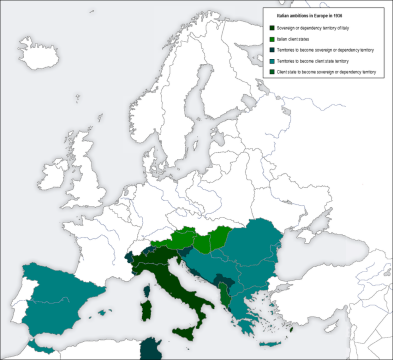 Italian ambitions in Europe in 1936
Sovereign or dependency territory of Italy
Italian client states
Territories to become sovereign or dependency territory
Territories to become client state territory
Client state to become sovereign or dependency territory